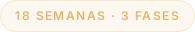 18 SEMANAS · 3 FASES